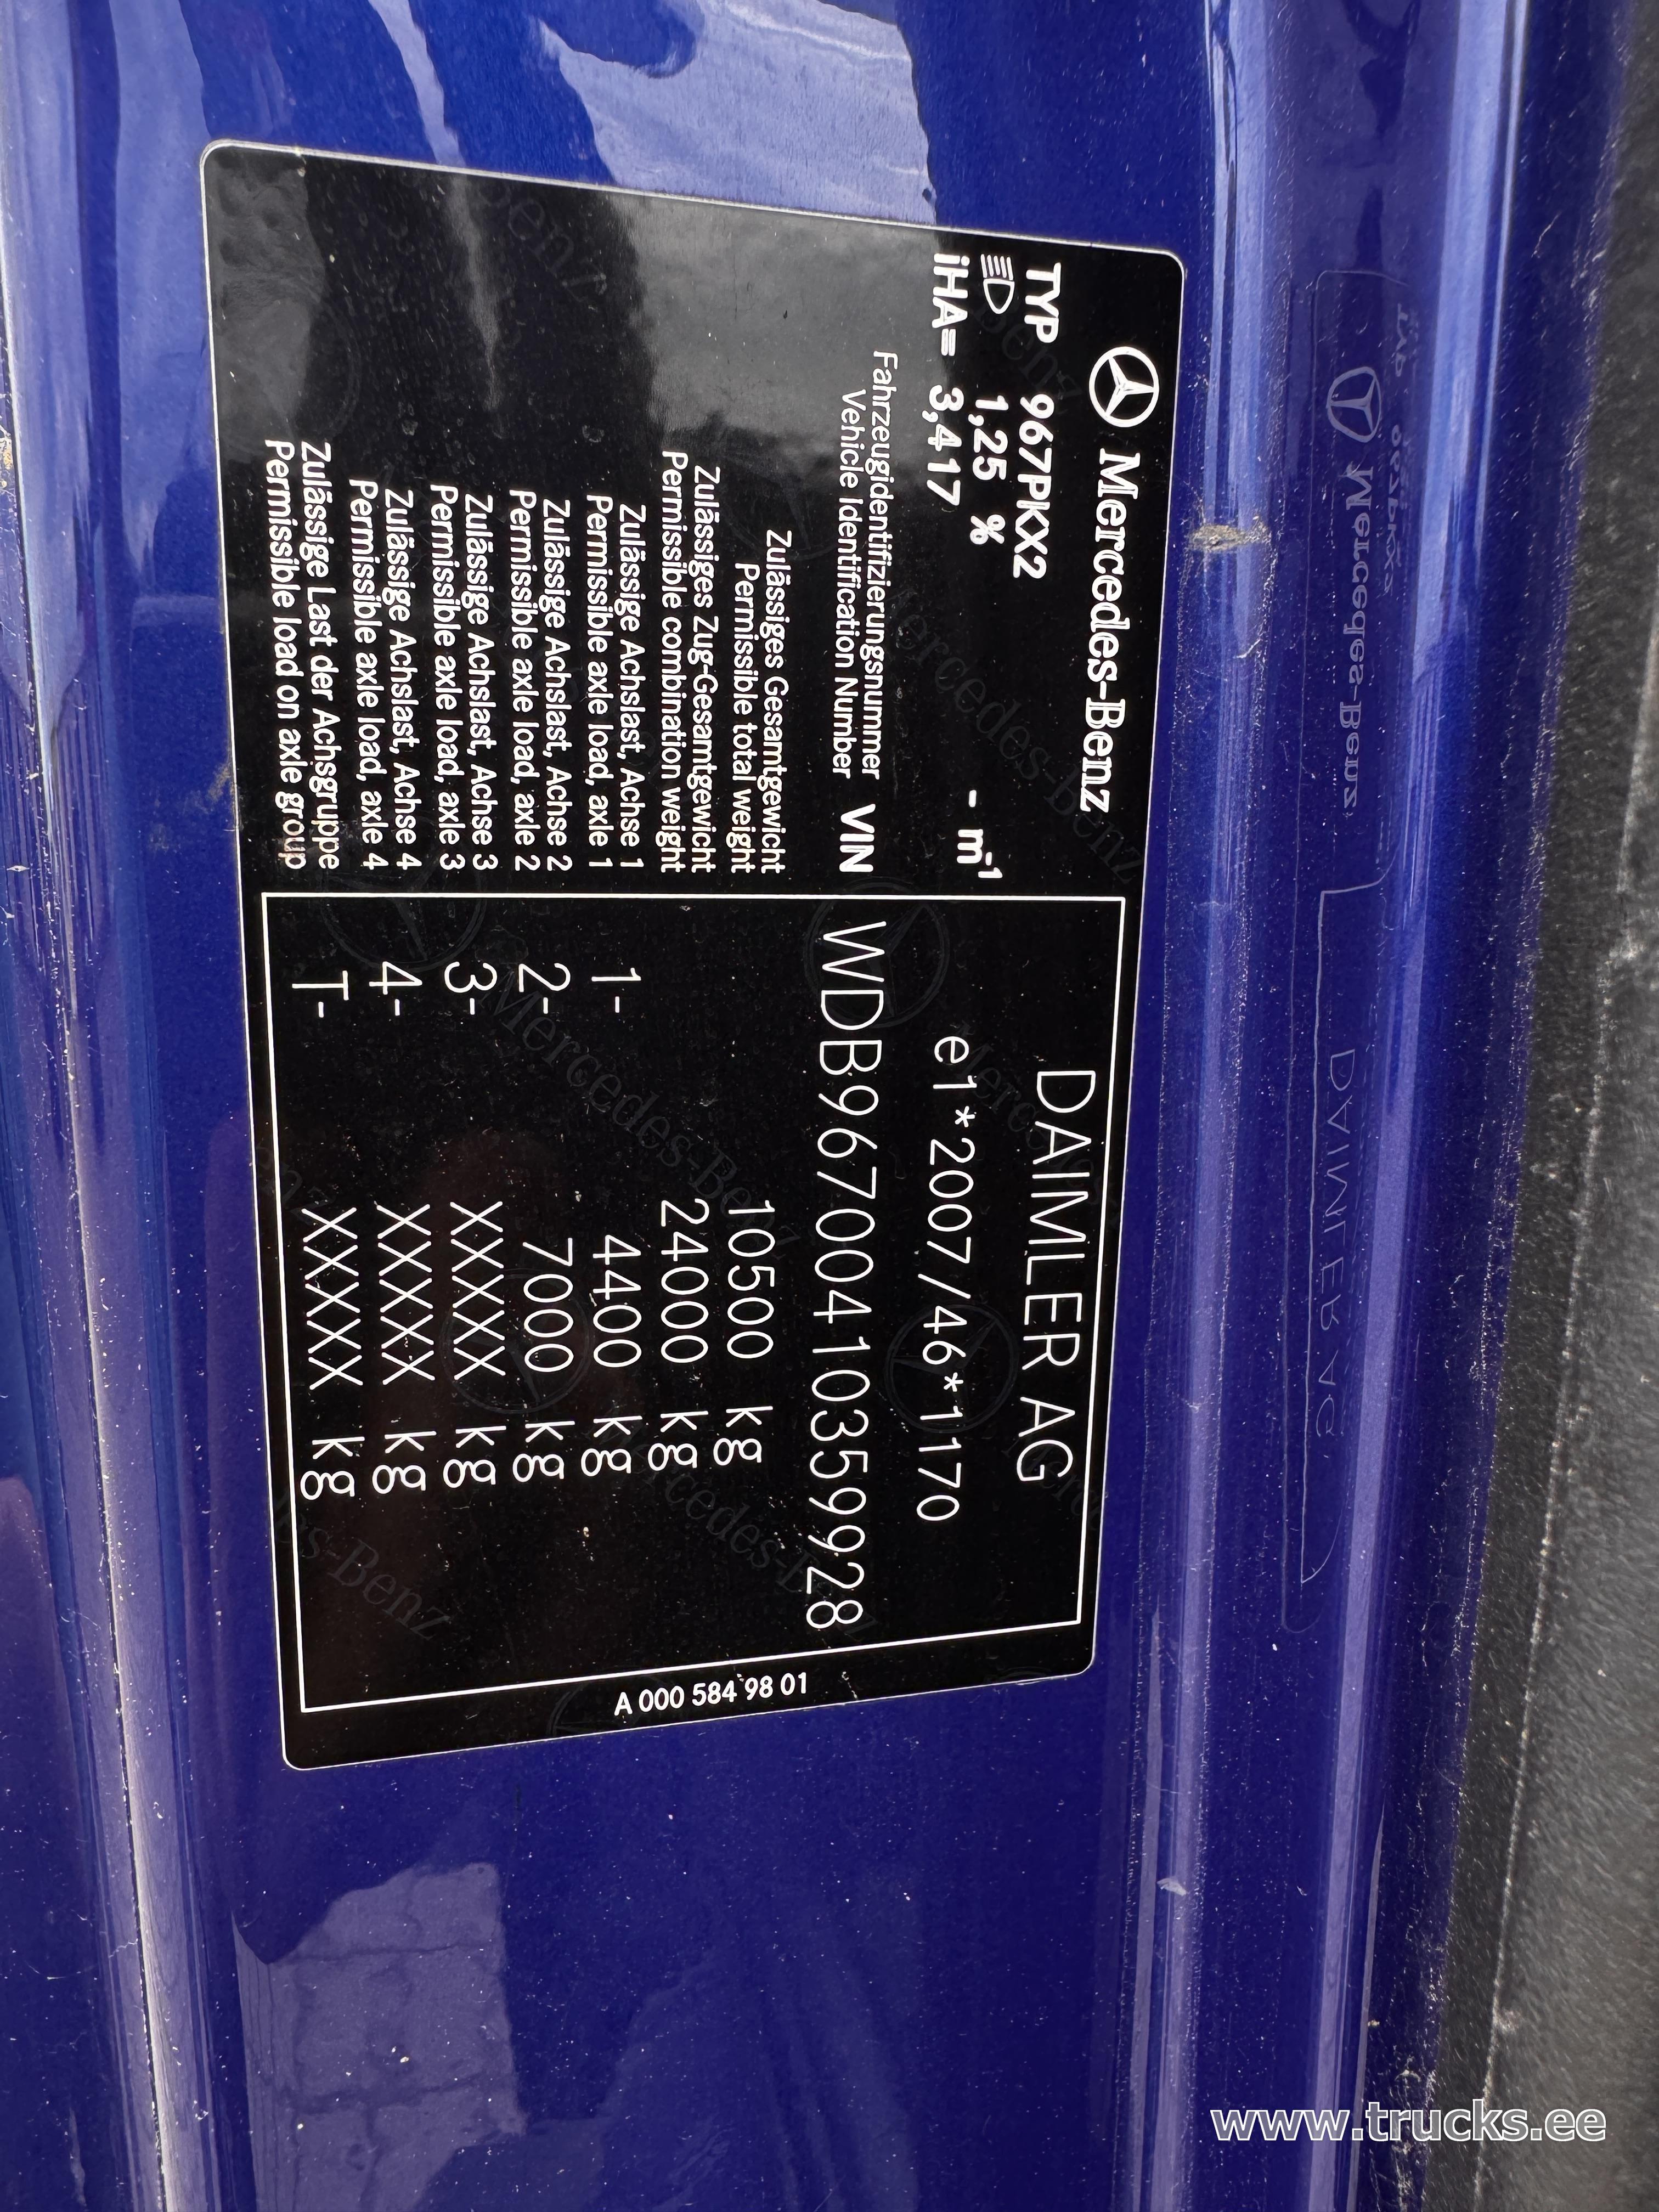 Mercedes-Benz
TYP 967PKX2
1,25 % - m⁻¹
iHA= 3,417
Fahrzeugidentifizierungsnummer
Vehicle Identification Number VIN
Zulässiges Gesamtgewicht
Permissible total weight
Zulässiges Zug-Gesamtgewicht
Permissible combination weight
Zulässige Achslast, Achse 1
Permissible axle load, axle 1
Zulässige Achslast, Achse 2
Permissible axle load, axle 2
Zulässige Achslast, Achse 3
Permissible axle load, axle 3
Zulässige Achslast, Achse 4
Permissible axle load, axle 4
Zulässige Last der Achsgruppe
Permissible load on axle group
DAIMLER AG
e1*2007/46*1170
WDB9670041035992​8
10500 kg
24000 kg
1- 4400 kg
2- 7000 kg
3- XXXXX kg
4- XXXXX kg
T- XXXXX kg
A 000 584 98 01
www.trucks.ee